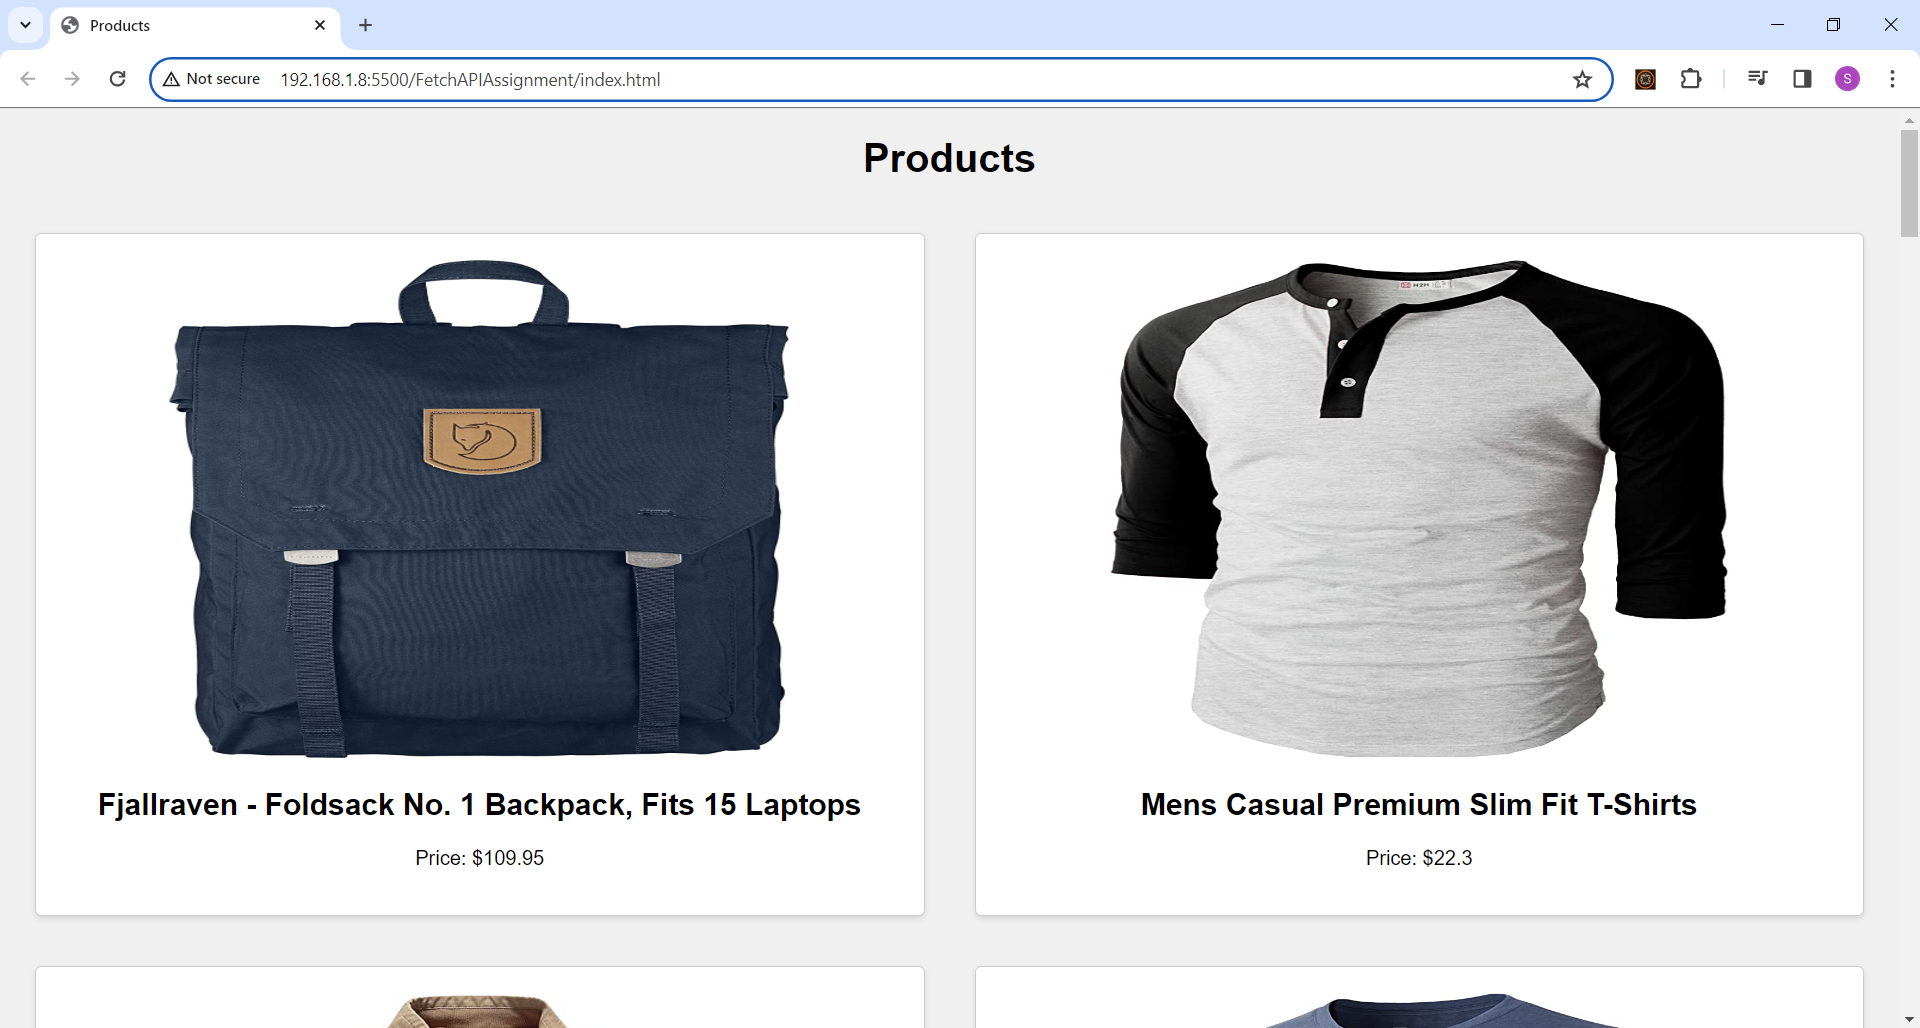 Products
Not secure
192.168.1.8:5500/FetchAPIAssignment/index.html
S
Products
Fjallraven - Foldsack No. 1 Backpack, Fits 15 Laptops
Price: $109.95
Mens Casual Premium Slim Fit T-Shirts
Price: $22.3